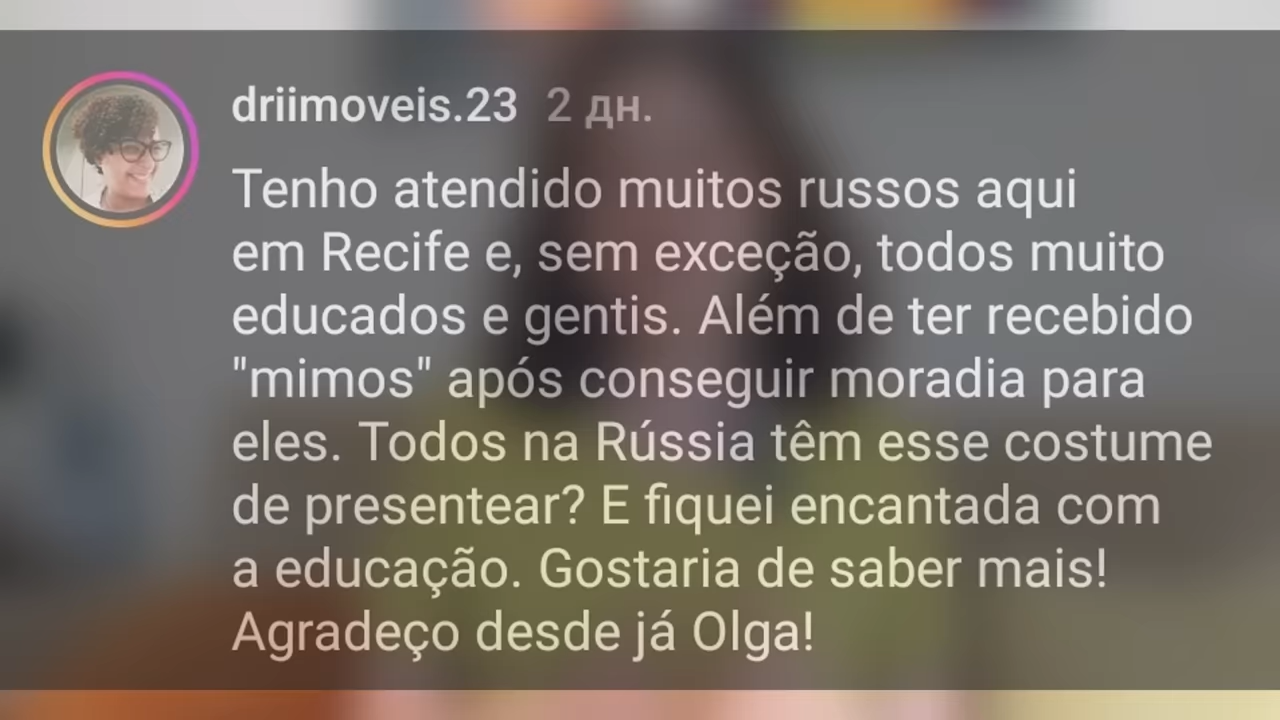 driimoveis.23 2 дн.
Tenho atendido muitos russos aqui
em Recife e, sem exceção, todos muito
educados e gentis. Além de ter recebido
"mimos" após conseguir moradia para
eles. Todos na Rússia têm esse costume
de presentear? E fiquei encantada com
a educação. Gostaria de saber mais!
Agradeço desde já Olga!